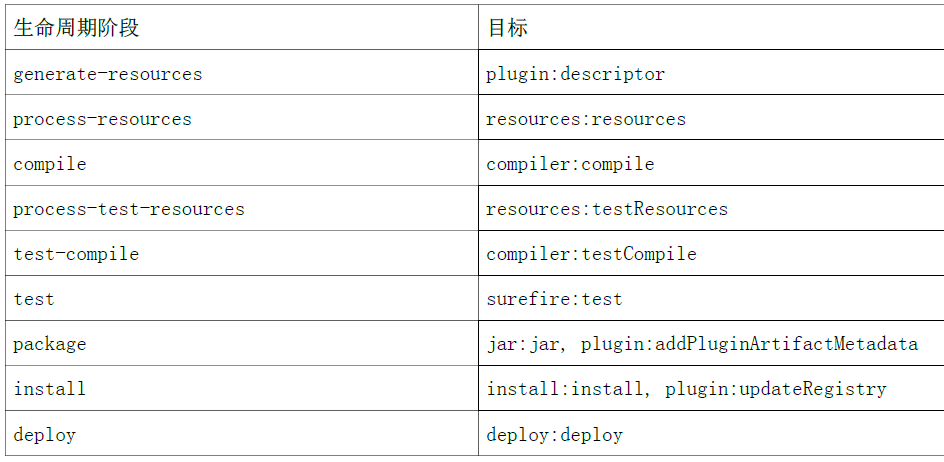 生命周期阶段 目标
generate-resources plugin:descriptor
process-resources resources:resources
compile compiler:compile
process-test-resources resources:testResources
test-compile compiler:testCompile
test surefire:test
package jar:jar, plugin:addPluginArtifactMetadata
install install:install, plugin:updateRegistry
deploy deploy:deploy